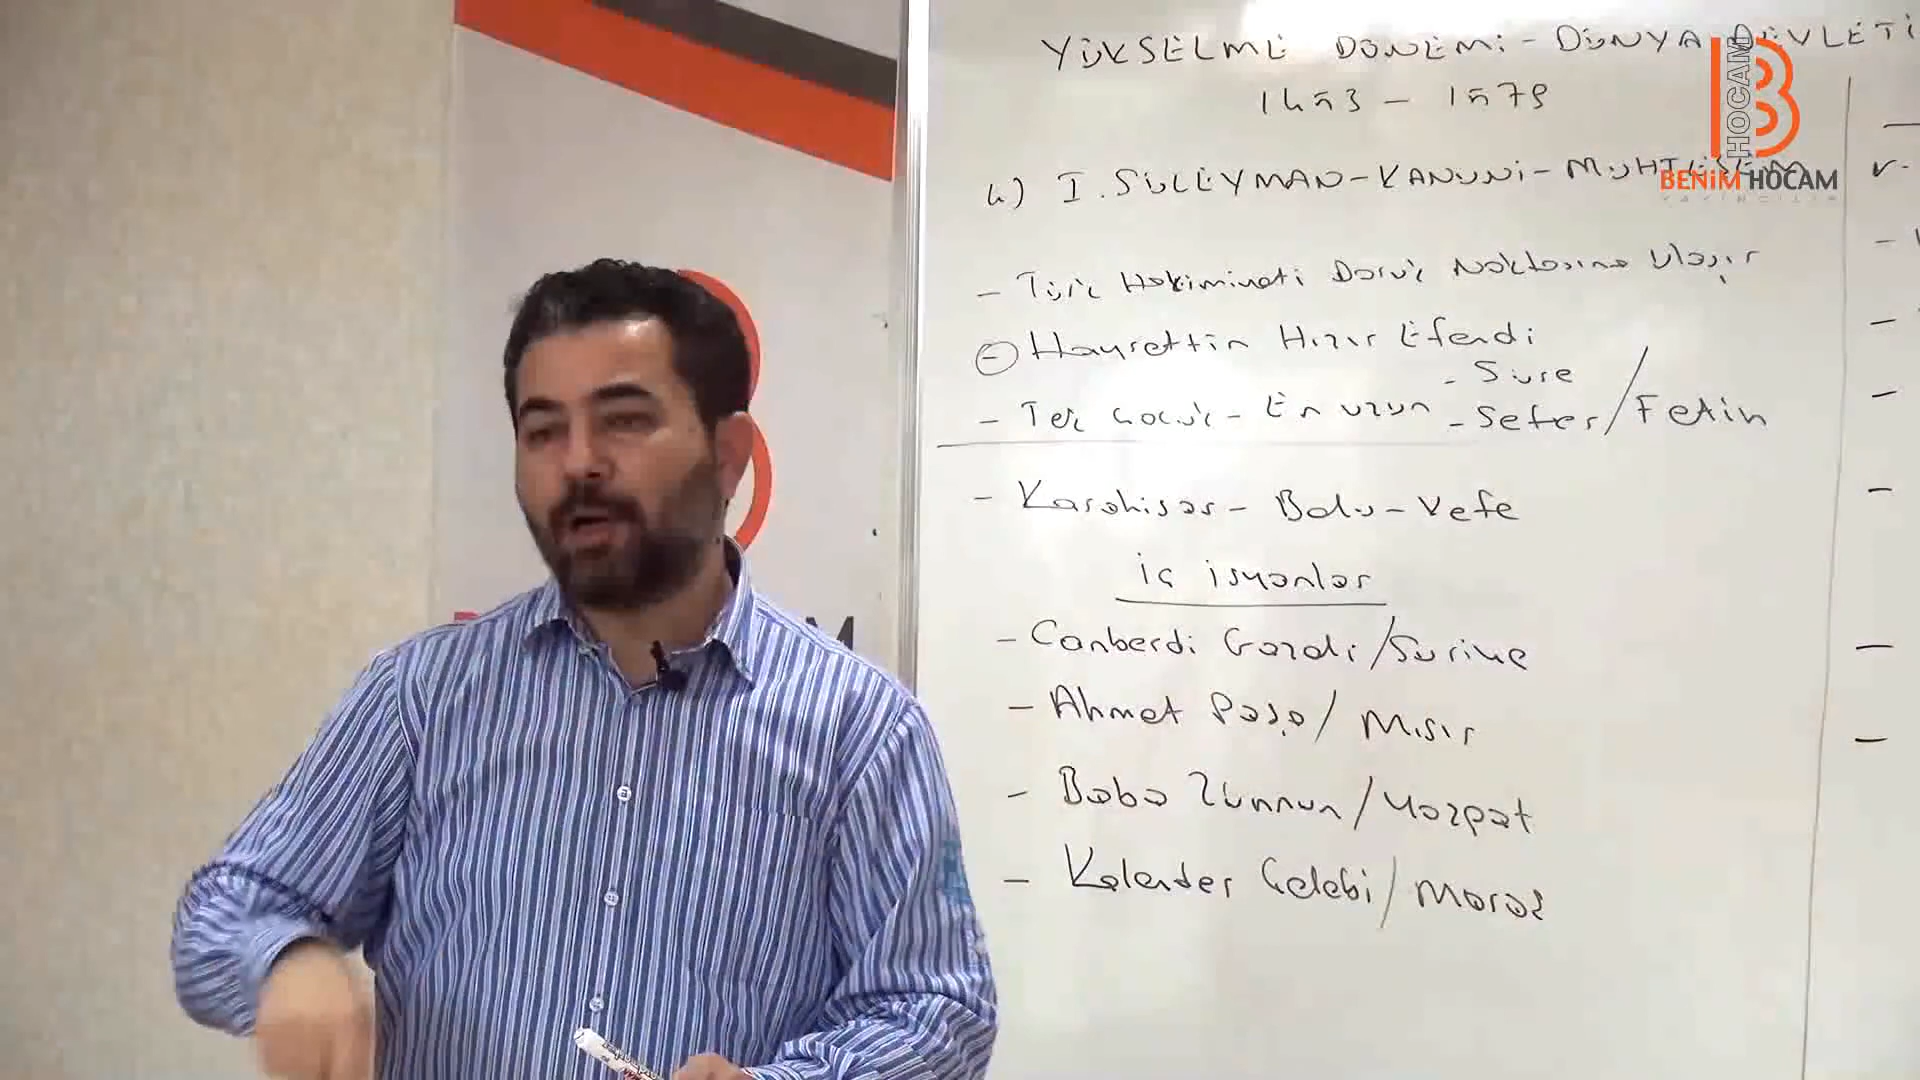 YÜKSELME DÖNEMİ - DÜNYA DEVLETİ
1453 - 1579
4) I. SÜLEYMAN - KANUNİ - MUHTEŞEM
- Türk Hakimiyeti Doruk Noktasına Ulaşır
- Hayrettin Hızır Efendi
- Tek Çocuk - En uzun - Süre
- Sefer / Fetih
- Karahisar - Bolu - Kefe
İç isyanlar
- Canberdi Gazali / Suriye
- Ahmet Paşa / Mısır
- Baba Zünnun / Yozgat
- Kalender Çelebi / Maraş
HOCAM
B
BENİM HOCAM
YAYINCILIK